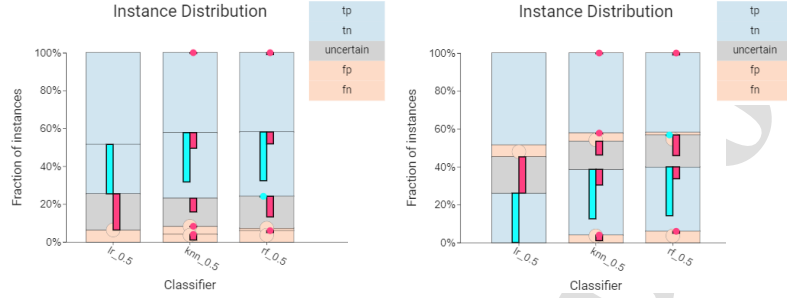 Instance Distribution
tp
tn
uncertain
fp
fn
100%
80%
60%
40%
20%
0%
Fraction of instances
lr_0.5
knn_0.5
rf_0.5
Classifier
Instance Distribution
tp
tn
uncertain
fp
fn
100%
80%
60%
40%
20%
0%
Fraction of instances
lr_0.5
knn_0.5
rf_0.5
Classifier